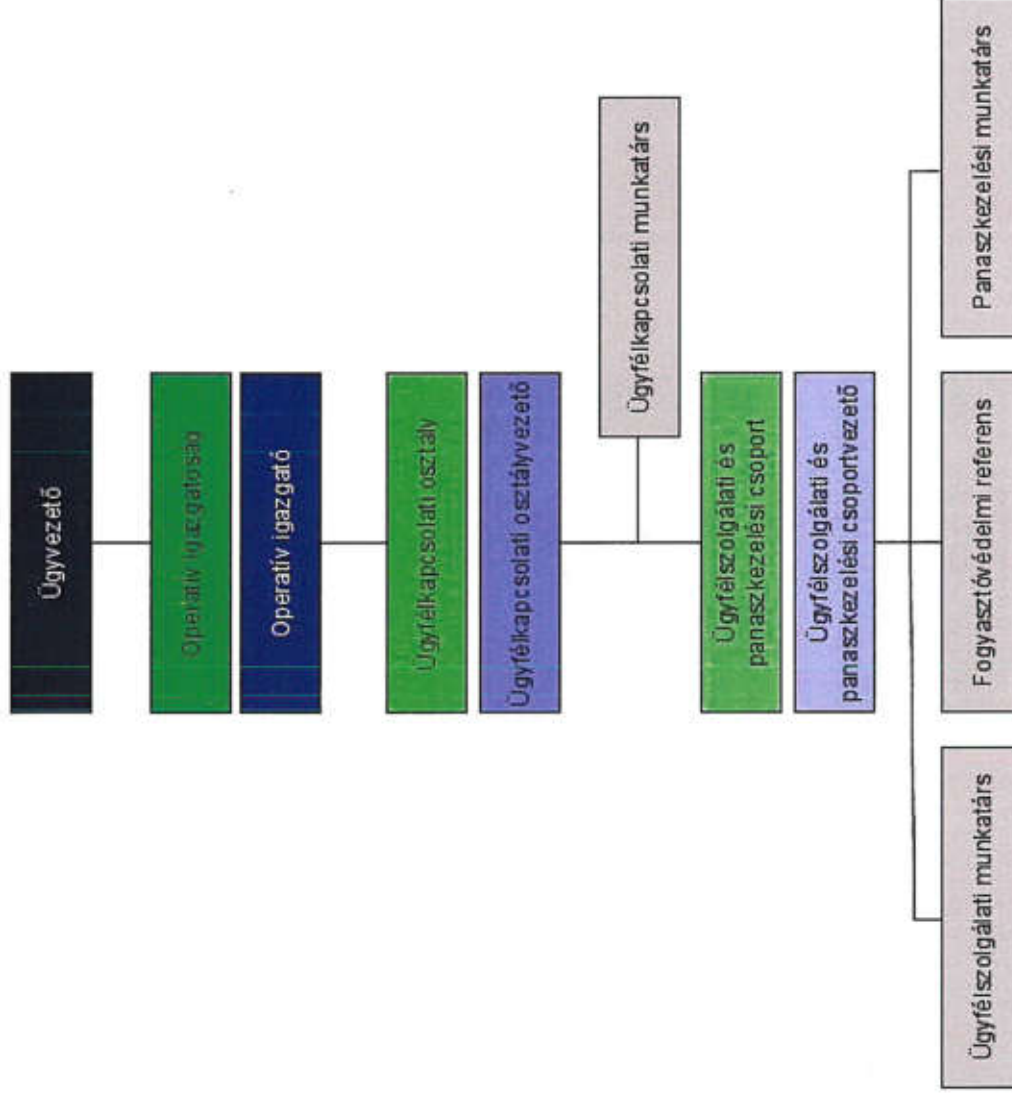 Ügyvezető
Operatív igazgatóság
Operatív igazgató
Ügyfélkapcsolati osztály
Ügyfélkapcsolati osztályvezető
Ügyfélkapcsolati munkatárs
Ügyfélszolgálati és
panaszkezelési csoport
Ügyfélszolgálati és
panaszkezelési csoportvezető
Ügyfélszolgálati munkatárs
Fogyasztóvédelmi referens
Panaszkezelési munkatárs